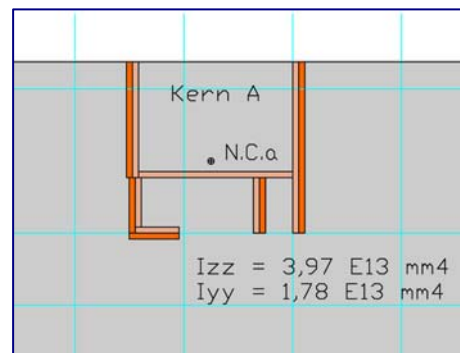 Kern A
N.C.a
Izz = 3,97 E13 mm4
Iyy = 1,78 E13 mm4